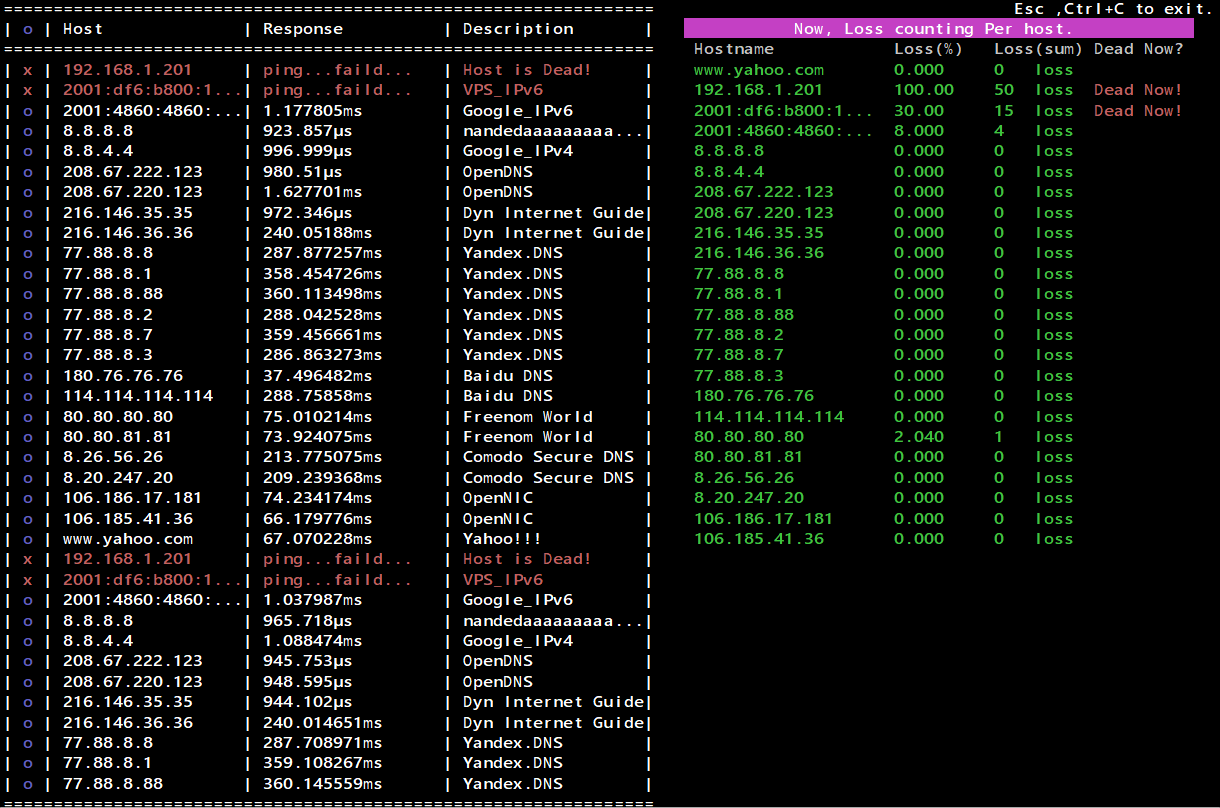 =================================================================
Esc ,Ctrl+C to exit.
| o | Host | Response | Description |
=================================================================
| x | 192.168.1.201 | ping...faild... | Host is Dead! |
| x | 2001:df6:b800:1...| ping...faild... | VPS_IPv6 |
| o | 2001:4860:4860:...| 1.177805ms | Google_IPv6 |
| o | 8.8.8.8 | 923.857µs | nandedaaaaaaaaa...|
| o | 8.8.4.4 | 996.999µs | Google_IPv4 |
| o | 208.67.222.123 | 980.51µs | OpenDNS |
| o | 208.67.220.123 | 1.627701ms | OpenDNS |
| o | 216.146.35.35 | 972.346µs | Dyn Internet Guide|
| o | 216.146.36.36 | 240.05188ms | Dyn Internet Guide|
| o | 77.88.8.8 | 287.877257ms | Yandex.DNS |
| o | 77.88.8.1 | 358.454726ms | Yandex.DNS |
| o | 77.88.8.88 | 360.113498ms | Yandex.DNS |
| o | 77.88.8.2 | 288.042528ms | Yandex.DNS |
| o | 77.88.8.7 | 359.456661ms | Yandex.DNS |
| o | 77.88.8.3 | 286.863273ms | Yandex.DNS |
| o | 180.76.76.76 | 37.496482ms | Baidu DNS |
| o | 114.114.114.114 | 288.75858ms | Baidu DNS |
| o | 80.80.80.80 | 75.010214ms | Freenom World |
| o | 80.80.81.81 | 73.924075ms | Freenom World |
| o | 8.26.56.26 | 213.775075ms | Comodo Secure DNS |
| o | 8.20.247.20 | 209.239368ms | Comodo Secure DNS |
| o | 106.186.17.181 | 74.234174ms | OpenNIC |
| o | 106.185.41.36 | 66.179776ms | OpenNIC |
| o | www.yahoo.com | 67.070228ms | Yahoo!!! |
| x | 192.168.1.201 | ping...faild... | Host is Dead! |
| x | 2001:df6:b800:1...| ping...faild... | VPS_IPv6 |
| o | 2001:4860:4860:...| 1.037987ms | Google_IPv6 |
| o | 8.8.8.8 | 965.718µs | nandedaaaaaaaaa...|
| o | 8.8.4.4 | 1.088474ms | Google_IPv4 |
| o | 208.67.222.123 | 945.753µs | OpenDNS |
| o | 208.67.220.123 | 948.595µs | OpenDNS |
| o | 216.146.35.35 | 944.102µs | Dyn Internet Guide|
| o | 216.146.36.36 | 240.014651ms | Dyn Internet Guide|
| o | 77.88.8.8 | 287.708971ms | Yandex.DNS |
| o | 77.88.8.1 | 359.108267ms | Yandex.DNS |
| o | 77.88.8.88 | 360.145559ms | Yandex.DNS |
=================================================================
Now, Loss counting Per host.
Hostname Loss(%) Loss(sum) Dead Now?
www.yahoo.com 0.000 0 loss
192.168.1.201 100.00 50 loss Dead Now!
2001:df6:b800:1... 30.00 15 loss Dead Now!
2001:4860:4860:... 8.000 4 loss
8.8.8.8 0.000 0 loss
8.8.4.4 0.000 0 loss
208.67.222.123 0.000 0 loss
208.67.220.123 0.000 0 loss
216.146.35.35 0.000 0 loss
216.146.36.36 0.000 0 loss
77.88.8.8 0.000 0 loss
77.88.8.1 0.000 0 loss
77.88.8.88 0.000 0 loss
77.88.8.2 0.000 0 loss
77.88.8.7 0.000 0 loss
77.88.8.3 0.000 0 loss
180.76.76.76 0.000 0 loss
114.114.114.114 0.000 0 loss
80.80.80.80 2.040 1 loss
80.80.81.81 0.000 0 loss
8.26.56.26 0.000 0 loss
8.20.247.20 0.000 0 loss
106.186.17.181 0.000 0 loss
106.185.41.36 0.000 0 loss